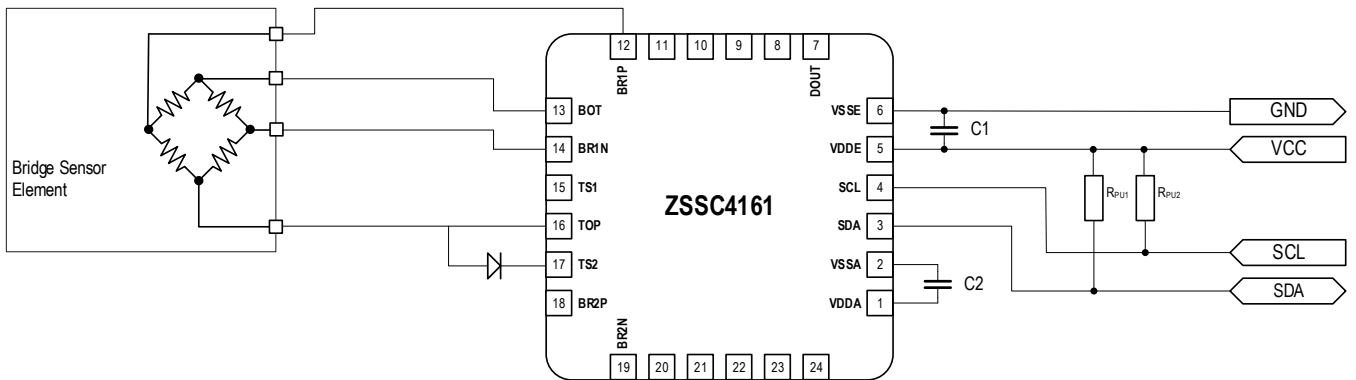 Bridge Sensor
Element
12
11
10
9
8
7
BR1P
DOUT
13 BOT
14 BR1N
15 TS1
16 TOP
17 TS2
18 BR2P
BR2N
19
20
21
22
23
24
ZSSC4161
VSSE 6
VDDE 5
SCL 4
SDA 3
VSSA 2
VDDA 1
C1
C2
RPU1
RPU2
GND
VCC
SCL
SDA